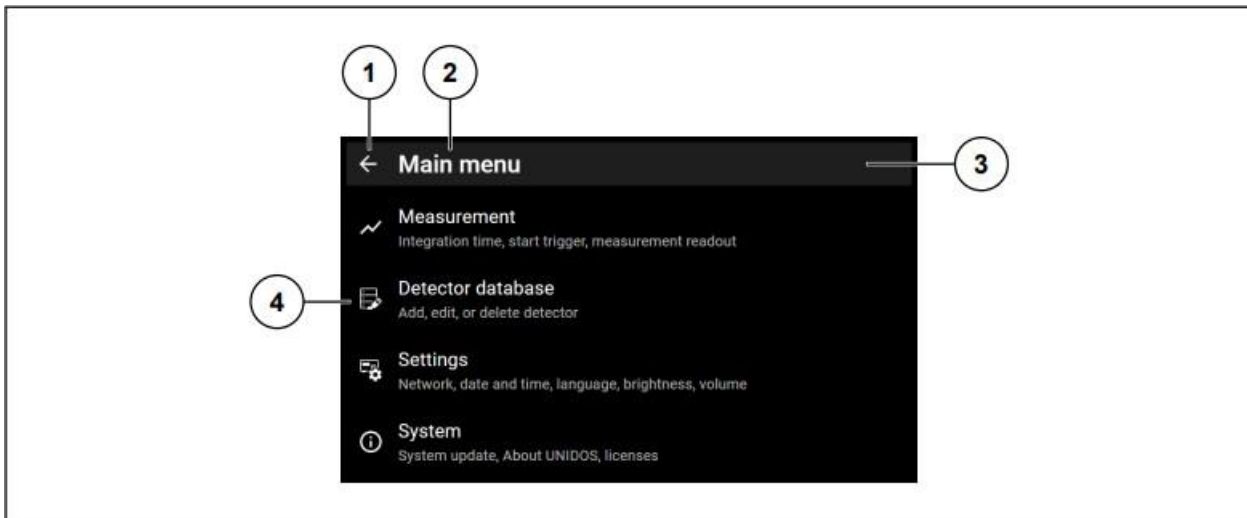 1
2
Main menu
3
Measurement
Integration time, start trigger, measurement readout
4
Detector database
Add, edit, or delete detector
Settings
Network, date and time, language, brightness, volume
System
System update, About UNIDOS, licenses